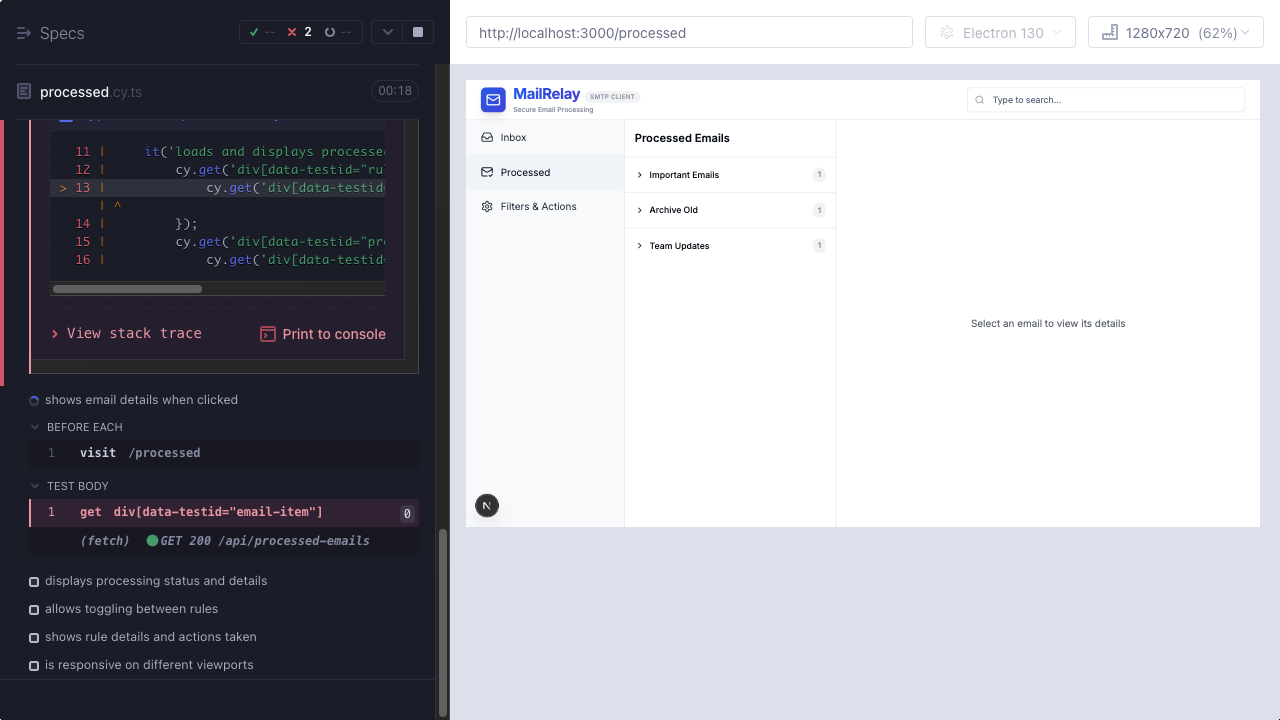 Specs
-- 2 --
processed.cy.ts
00:18
11 | it('loads and displays processe
12 | cy.get('div[data-testid="ru
> 13 | cy.get('div[data-testid=
| ^
14 | });
15 | cy.get('div[data-testid="pr
16 | cy.get('div[data-testid=
View stack trace
Print to console
shows email details when clicked
BEFORE EACH
1 visit /processed
TEST BODY
1 get div[data-testid="email-item"] 0
(fetch) GET 200 /api/processed-emails
displays processing status and details
allows toggling between rules
shows rule details and actions taken
is responsive on different viewports
http://localhost:3000/processed
Electron 130
1280x720 (62%)
MailRelay SMTP CLIENT
Secure Email Processing
Type to search...
Inbox
Processed
Filters & Actions
Processed Emails
Important Emails 1
Archive Old 1
Team Updates 1
Select an email to view its details
N